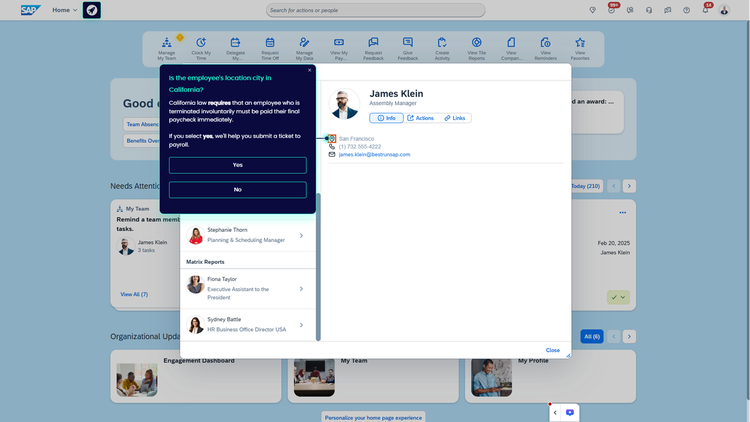 SAP
Home
Search for actions or people
99+
14
Manage
My Team
Clock My
Time
Delegate
My...
Request
Time Off
Manage
My Data
View My
Pay...
Request
Feedback
Give
Feedback
Create
Activity
View Tile
Reports
View
Compan...
View
Reminders
View
Favorites
Is the employee's location city in
California?
California law requires that an employee who is
terminated involuntarily must be paid their final
paycheck immediately.
If you select yes, we'll help you submit a ticket to
payroll.
Yes
No
James Klein
Assembly Manager
Info
Actions
Links
San Francisco
(1) 732 555-4222
james.klein@bestrunsap.com
Stephanie Thorn
Planning & Scheduling Manager
Matrix Reports
Fiona Taylor
Executive Assistant to the
President
Sydney Battle
HR Business Office Director USA
Close
Good e
Team Absenc
Benefits Over
d an award: ...
Needs Attentio
Today (210)
My Team
Remind a team memb
tasks.
James Klein
2 tasks
View All (7)
Feb 20, 2025
James Klein
Organizational Upda
All (6)
Engagement Dashboard
My Team
My Profile
Personalize your home page experience